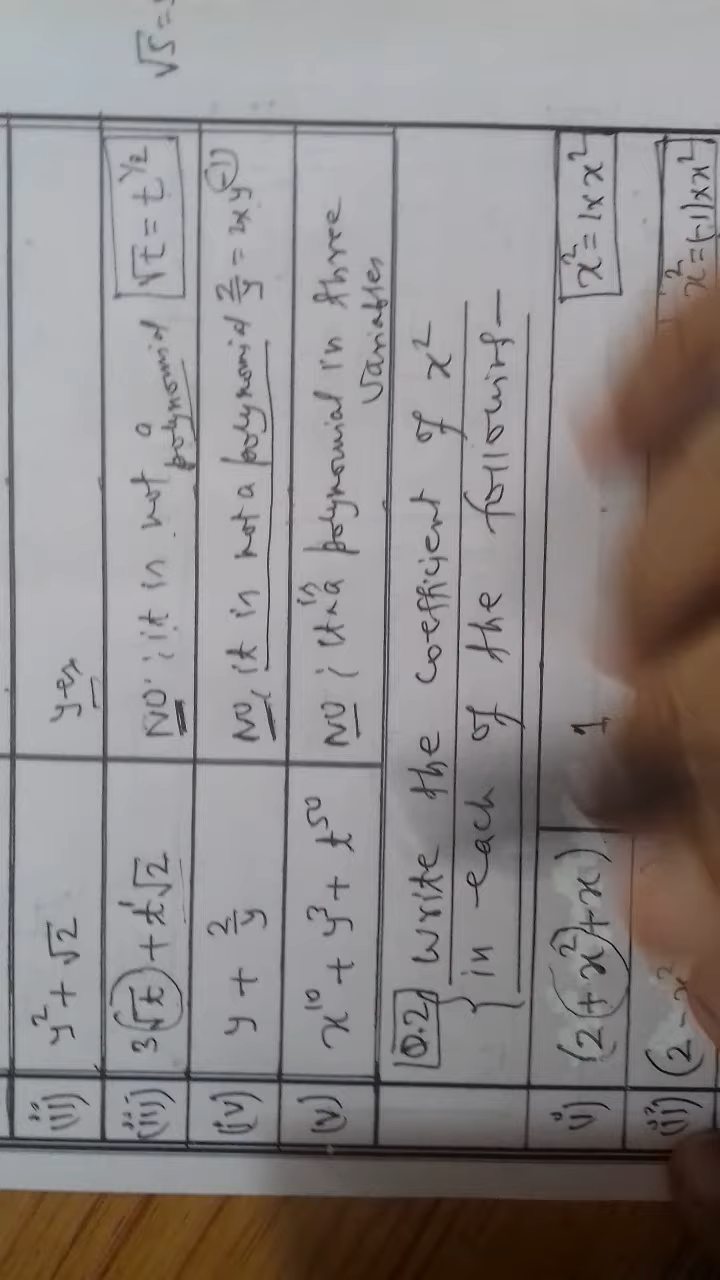 √5 =
(ii) y² + √2 yes
(iii) 3√t + t√2 NO; it is not a polynomial √t = t^½
(iv) y + 2/y NO, it is not a polynomial 2/y = 2xy⁻¹
(v) x¹⁰ + y³ + t⁵⁰ NO; it is a polynomial in three
variables
Q.2 Write the coefficient of x²
in each of the following-
i) (2 + x² + x) 1 x² = 1 x x²
ii) (2 - x² x² = (-1) x x²